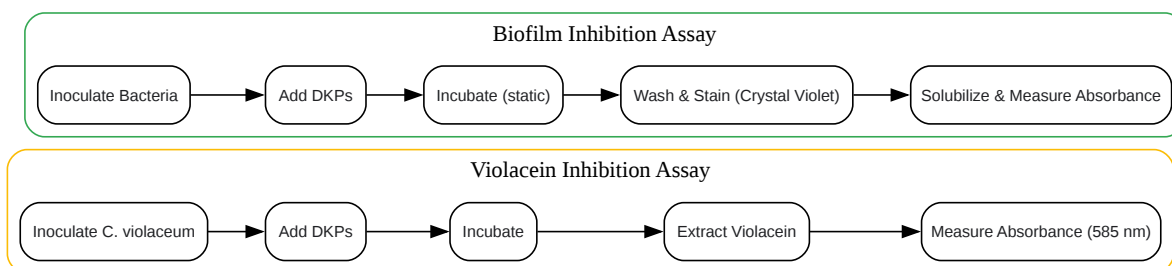 Biofilm Inhibition Assay
Inoculate Bacteria
Add DKPs
Incubate (static)
Wash & Stain (Crystal Violet)
Solubilize & Measure Absorbance
Violacein Inhibition Assay
Inoculate C. violaceum
Add DKPs
Incubate
Extract Violacein
Measure Absorbance (585 nm)